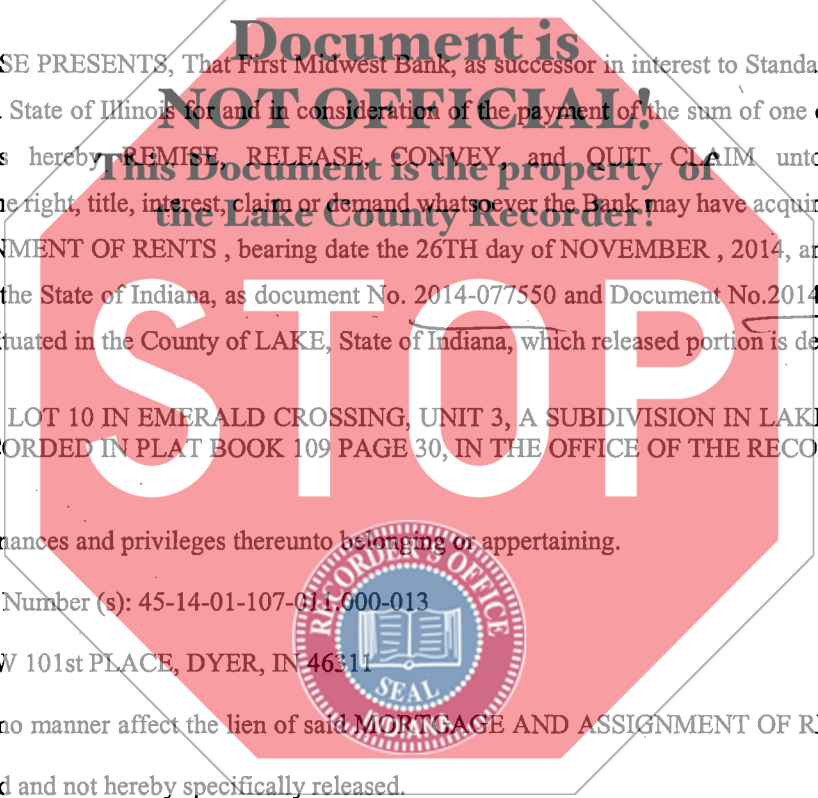 Document is
SE PRESENTS, That First Midwest Bank, as successor in interest to Standa
State of Illinois for and in consideration of the payment of the sum of one
NOT OFFICIAL!
s hereby REMISE, RELEASE, CONVEY, and QUIT CLAIM unto
This Document is the property of
e right, title, interest, claim or demand whatsoever the Bank may have acquir
the Lake County Recorder!
NMENT OF RENTS , bearing date the 26TH day of NOVEMBER , 2014, an
the State of Indiana, as document No. 2014-077550 and Document No.2014
tuated in the County of LAKE, State of Indiana, which released portion is de
STOP
LOT 10 IN EMERALD CROSSING, UNIT 3, A SUBDIVISION IN LAKE
ORDED IN PLAT BOOK 109 PAGE 30, IN THE OFFICE OF THE RECO
nances and privileges thereunto belonging or appertaining.
RECORDER'S OFFICE
Number (s): 45-14-01-107-011.000-013
W 101st PLACE, DYER, IN 46311
SEAL
INDIANA
no manner affect the lien of said MORTGAGE AND ASSIGNMENT OF R
d and not hereby specifically released.